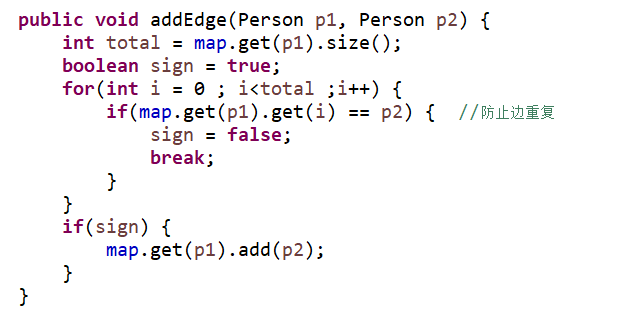 public void addEdge(Person p1, Person p2) {
    int total = map.get(p1).size();
    boolean sign = true;
    for(int i = 0 ; i<total ;i++) {
        if(map.get(p1).get(i) == p2) {  //防止边重复
            sign = false;
            break;
        }
    }
    if(sign) {
        map.get(p1).add(p2);
    }
}